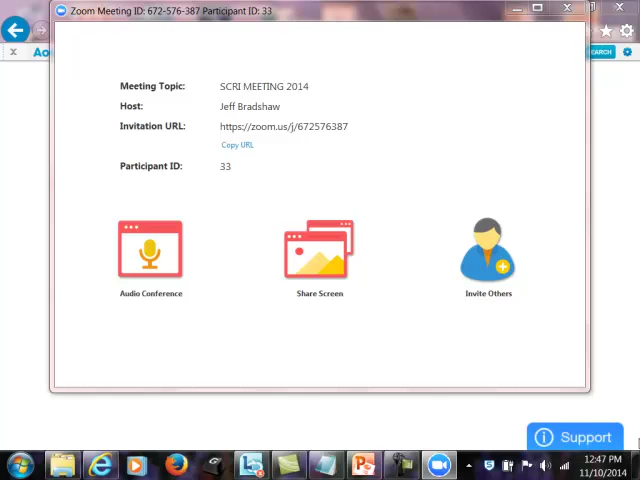 Zoom Meeting ID: 672-576-387 Participant ID: 33
Meeting Topic: SCRI MEETING 2014
Host: Jeff Bradshaw
Invitation URL: https://zoom.us/j/672576387
Copy URL
Participant ID: 33
Audio Conference Share Screen Invite Others
Support
12:47 PM
11/10/2014